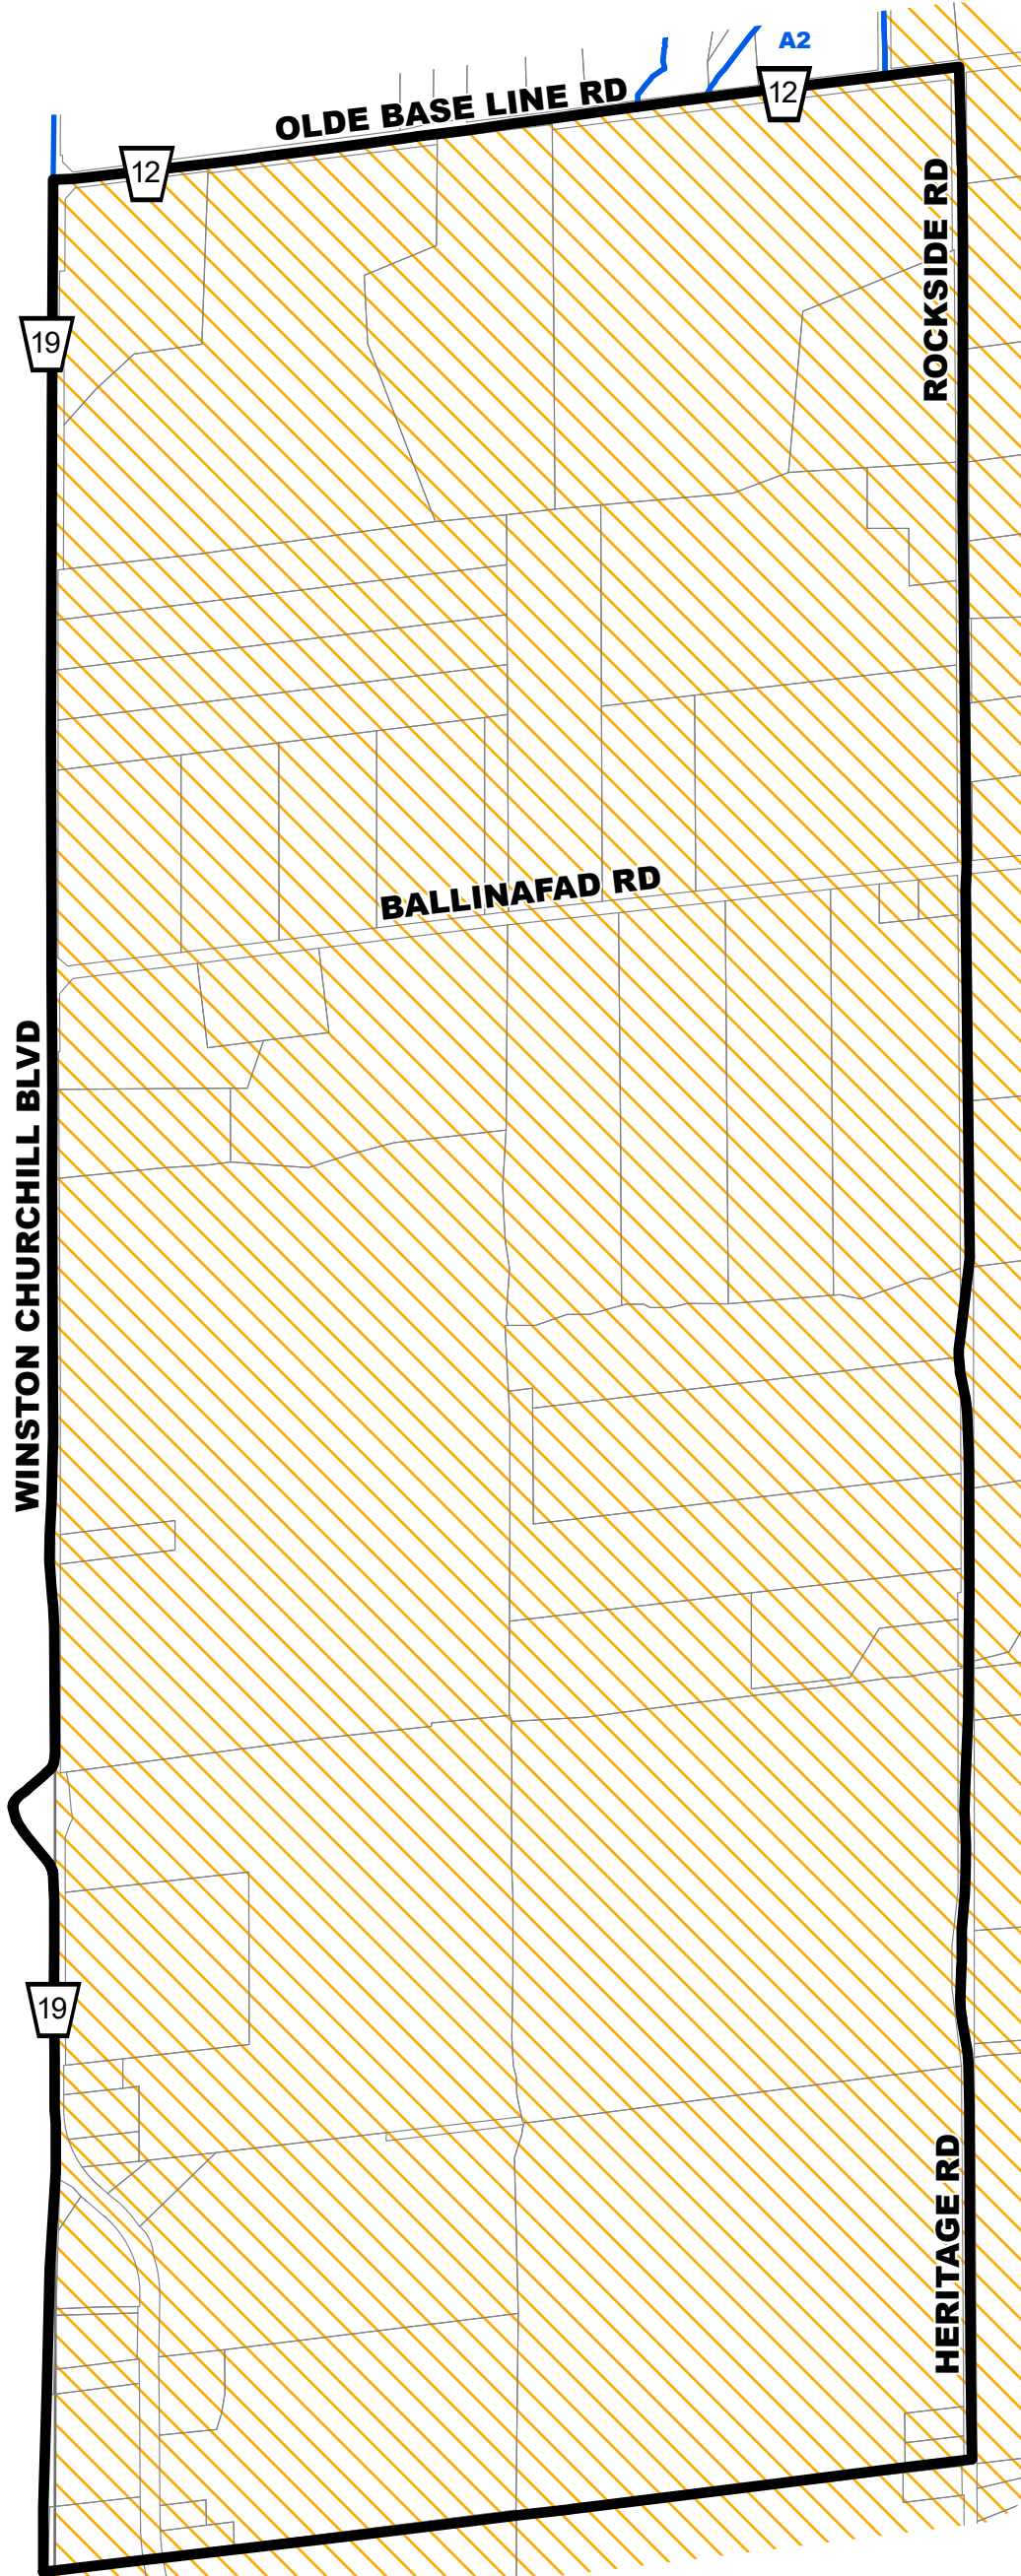 A2
12
OLDE BASE LINE RD
12
ROCKSIDE RD
19
BALLINAFAD RD
WINSTON CHURCHILL BLVD
19
HERITAGE RD